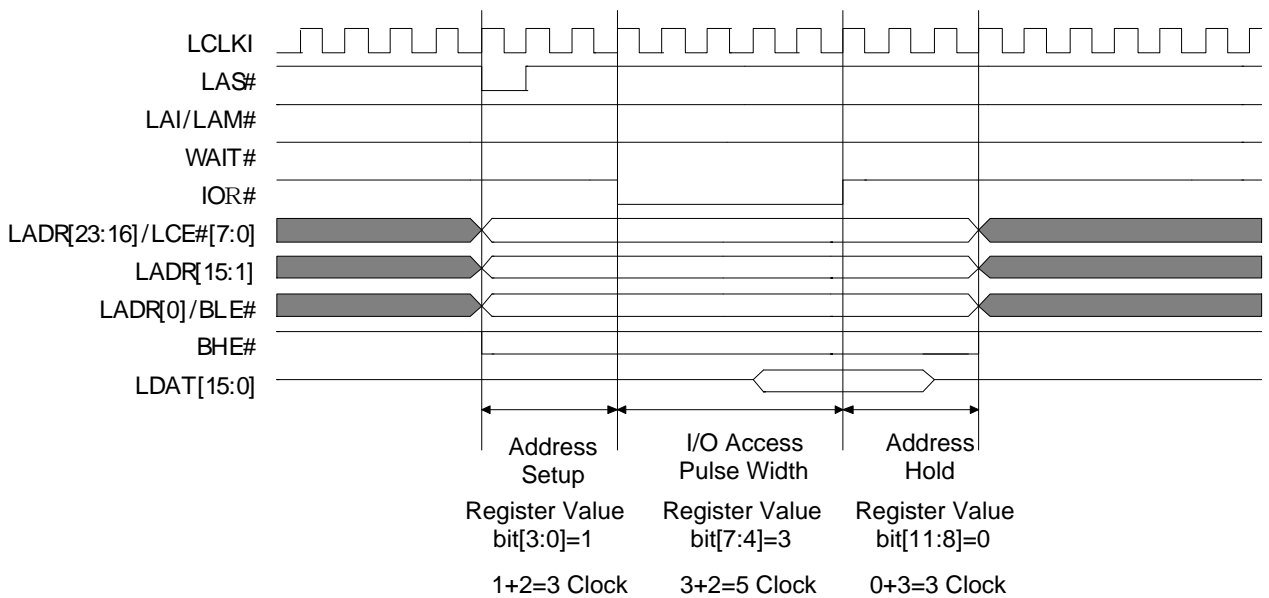 LCLKI
LAS#
LAI/LAM#
WAIT#
IOR#
LADR[23:16]/LCE#[7:0]
LADR[15:1]
LADR[0]/BLE#
BHE#
LDAT[15:0]
Address Setup
I/O Access Pulse Width
Address Hold
Register Value bit[3:0]=1
Register Value bit[7:4]=3
Register Value bit[11:8]=0
1+2=3 Clock
3+2=5 Clock
0+3=3 Clock